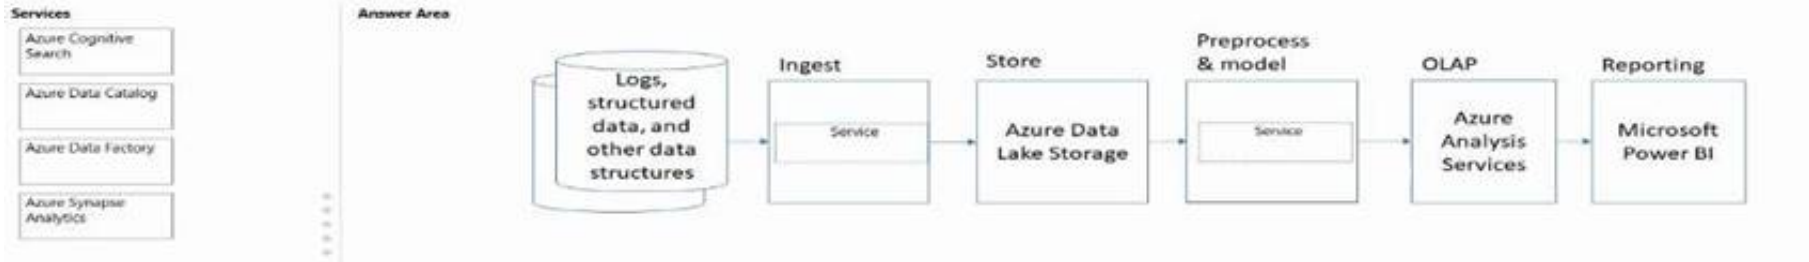 Services
Azure Cognitive
Search
Azure Data Catalog
Azure Data Factory
Azure Synapse
Analytics
Answer Area
Logs,
structured
data, and
other data
structures
Ingest
Service
Store
Azure Data
Lake Storage
Preprocess
& model
Service
OLAP
Azure
Analysis
Services
Reporting
Microsoft
Power BI